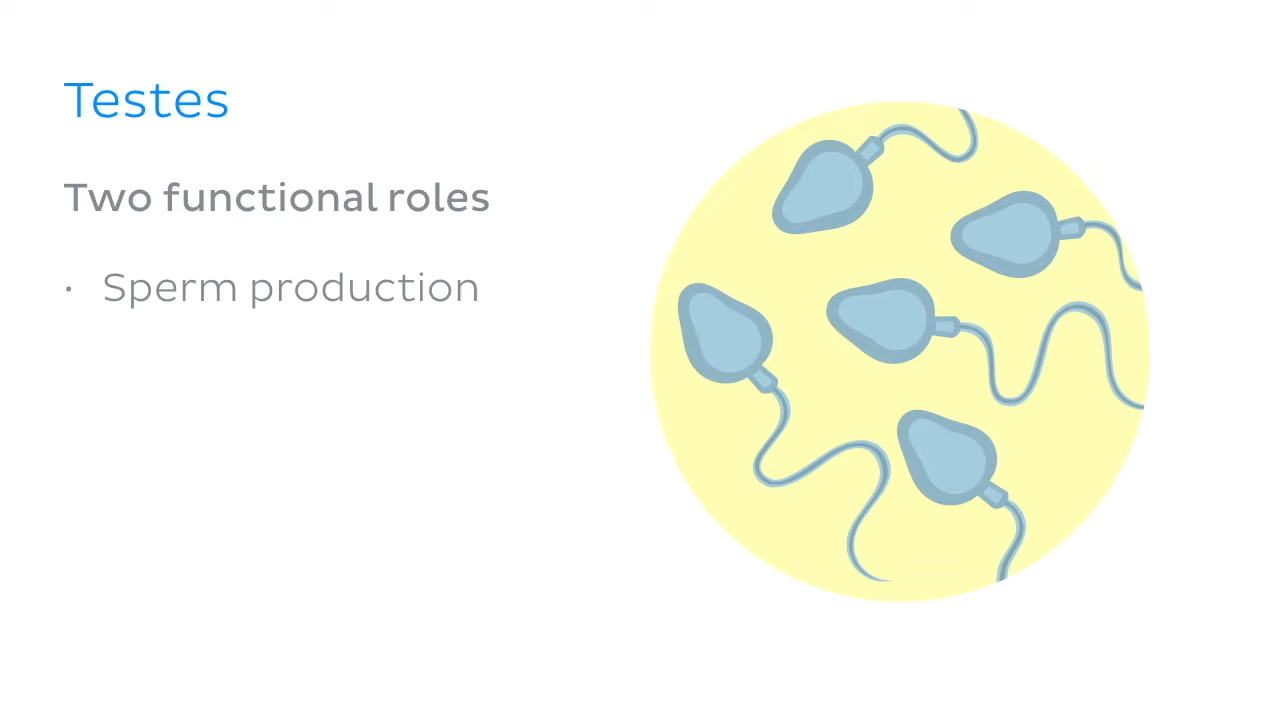 Testes
Two functional roles
• Sperm production